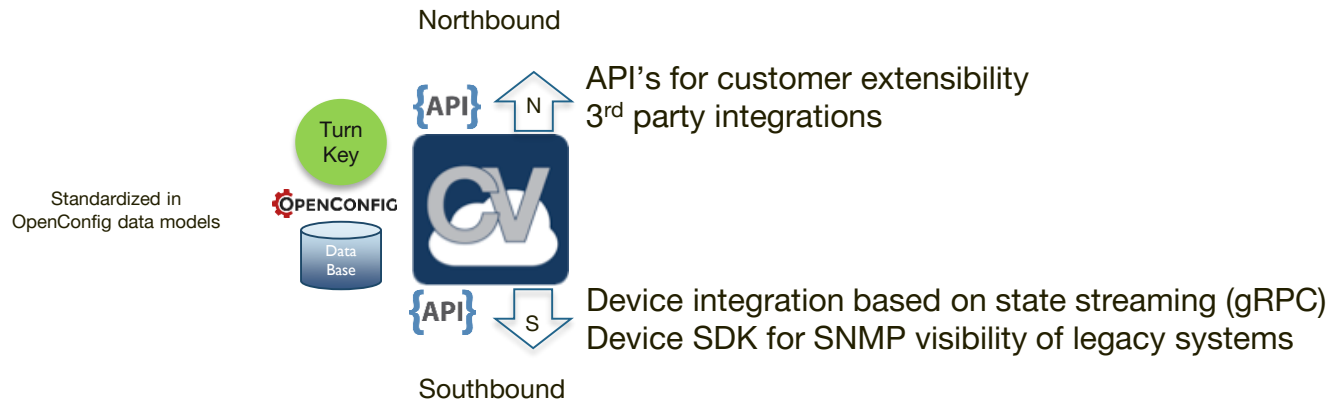 Northbound
{API}
N
API's for customer extensibility
3rd party integrations
Turn
Key
Standardized in
OpenConfig data models
OPENCONFIG
Data
Base
CV
{API}
S
Device integration based on state streaming (gRPC)
Device SDK for SNMP visibility of legacy systems
Southbound